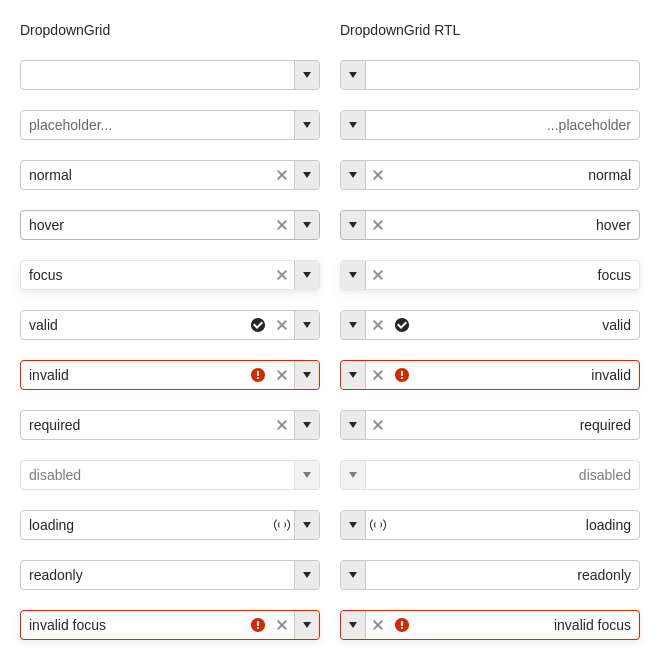 DropdownGrid
DropdownGrid RTL
placeholder...
...placeholder
normal
normal
hover
hover
focus
focus
valid
valid
invalid
invalid
required
required
disabled
disabled
loading
loading
readonly
readonly
invalid focus
invalid focus